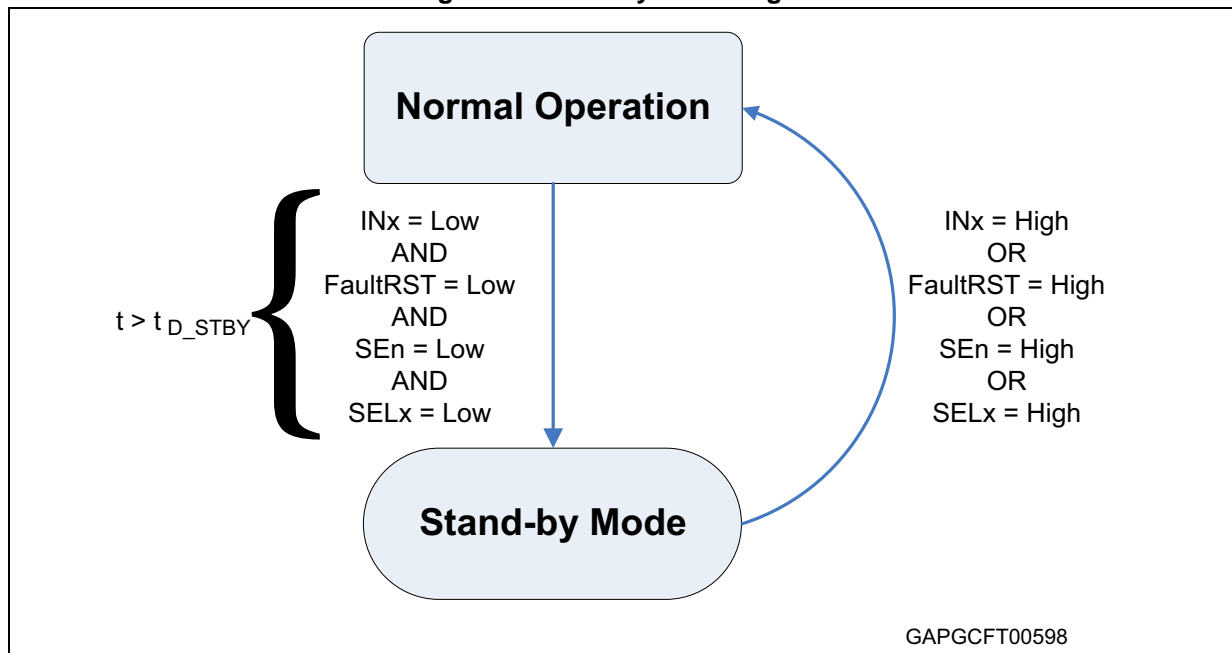 Normal Operation
INx = Low
AND
FaultRST = Low
AND
SEn = Low
AND
SELx = Low
t > t D_STBY
INx = High
OR
FaultRST = High
OR
SEn = High
OR
SELx = High
Stand-by Mode
GAPGCFT00598